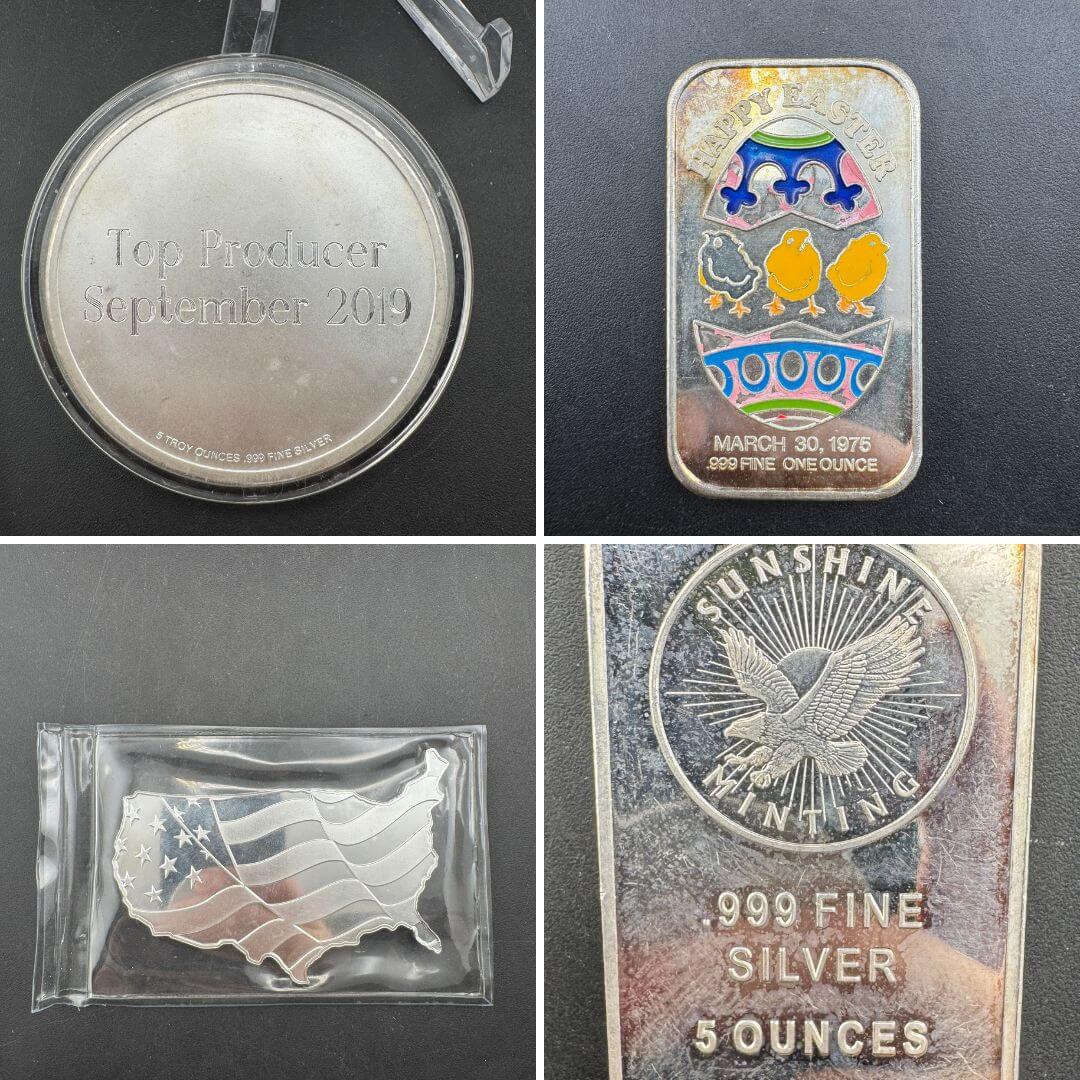 Top Producer
September 2019
5 TROY OUNCES .999 FINE SILVER
HAPPY EASTER
MARCH 30, 1975
.999 FINE ONE OUNCE
SUNSHINE
MINTING
.999 FINE
SILVER
5 OUNCES